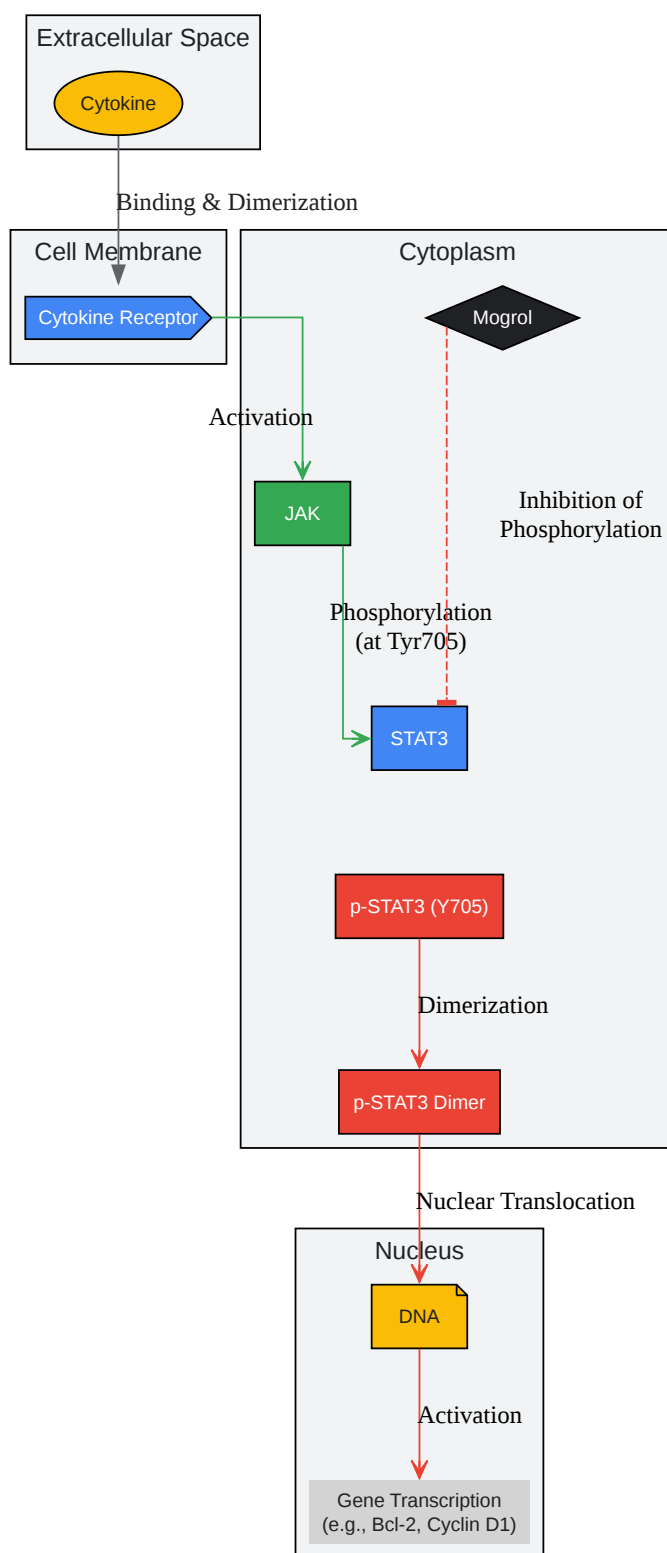 Extracellular Space
Cytokine
Binding & Dimerization
Cell Membrane
Cytokine Receptor
Cytoplasm
Mogrol
Activation
JAK
Inhibition of
Phosphorylation
Phosphorylation
(at Tyr705)
STAT3
p-STAT3 (Y705)
Dimerization
p-STAT3 Dimer
Nuclear Translocation
Nucleus
DNA
Activation
Gene Transcription
(e.g., Bcl-2, Cyclin D1)